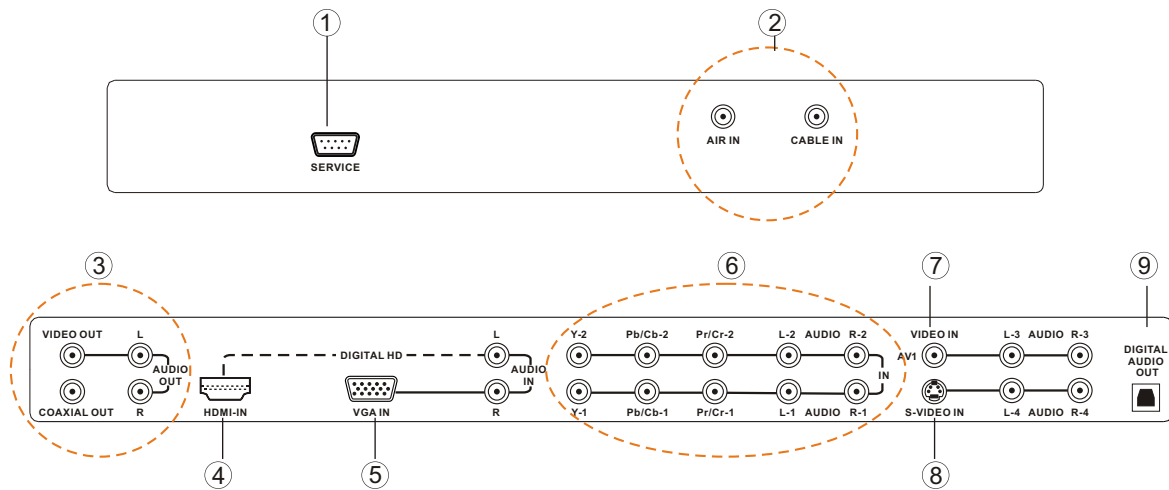 ① ②
AIR IN CABLE IN
SERVICE
③ ⑥ ⑦ ⑨
VIDEO OUT L L Y-2 Pb/Cb-2 Pr/Cr-2 L-2 AUDIO R-2 VIDEO IN L-3 AUDIO R-3
DIGITAL HD AV1 DIGITAL
AUDIO AUDIO AUDIO
OUT IN IN OUT
COAXIAL OUT R HDMI-IN VGA IN R Y-1 Pb/Cb-1 Pr/Cr-1 L-1 AUDIO R-1 S-VIDEO IN L-4 AUDIO R-4
④ ⑤ ⑧